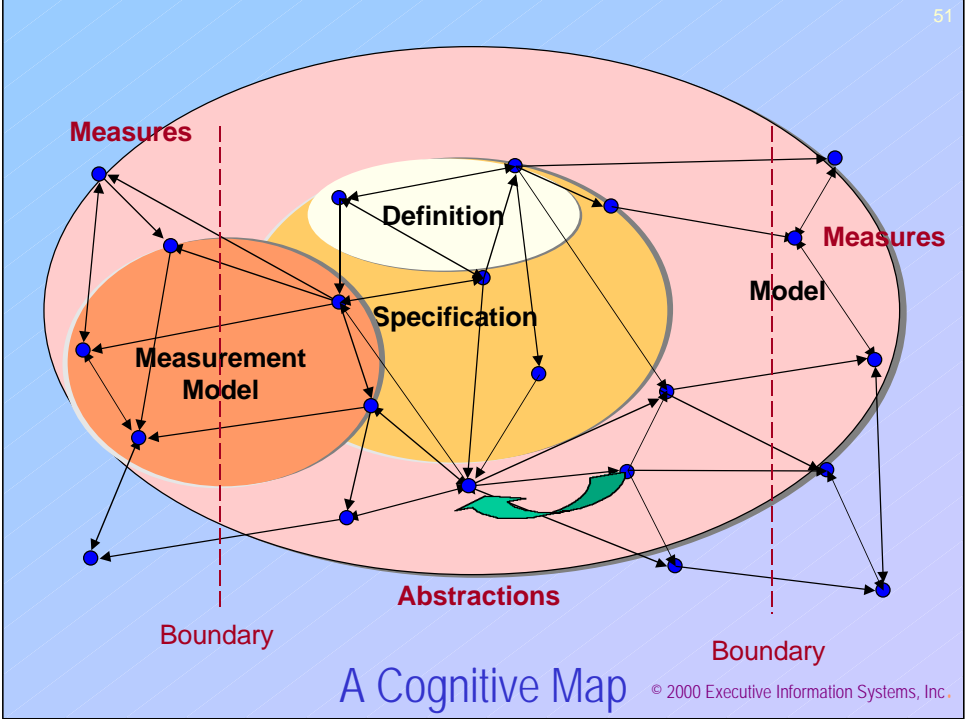 51
Measures
Definition
Measures
Model
Specification
Measurement
Model
Abstractions
Boundary
Boundary
A Cognitive Map
© 2000 Executive Information Systems, Inc.